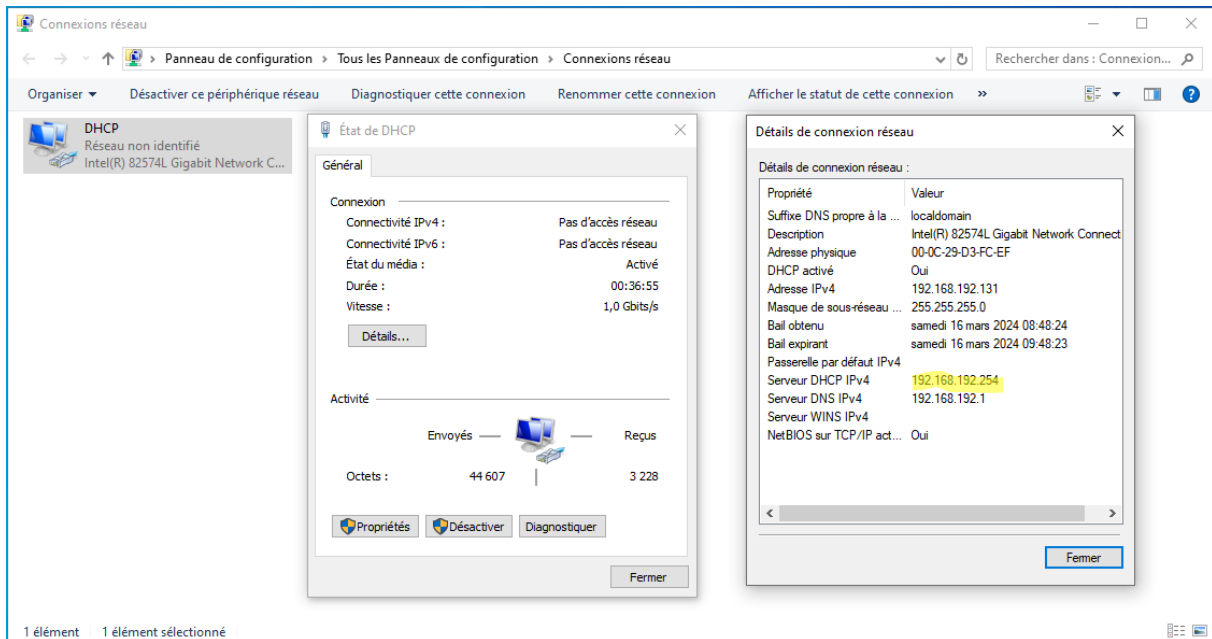 Connexions réseau
Panneau de configuration > Tous les Panneaux de configuration > Connexions réseau
Rechercher dans : Connexion...
Organiser Désactiver ce périphérique réseau Diagnostiquer cette connexion Renommer cette connexion Afficher le statut de cette connexion »
DHCP
Réseau non identifié
Intel(R) 82574L Gigabit Network C...
État de DHCP
Général
Connexion
Connectivité IPv4 : Pas d'accès réseau
Connectivité IPv6 : Pas d'accès réseau
État du média : Activé
Durée : 00:36:55
Vitesse : 1,0 Gbits/s
Détails...
Activité
Envoyés — Reçus
Octets : 44 607 3 228
Propriétés Désactiver Diagnostiquer
Fermer
Détails de connexion réseau
Détails de connexion réseau :
Propriété Valeur
Suffixe DNS propre à la ... localdomain
Description Intel(R) 82574L Gigabit Network Connect
Adresse physique 00-0C-29-D3-FC-EF
DHCP activé Oui
Adresse IPv4 192.168.192.131
Masque de sous-réseau ... 255.255.255.0
Bail obtenu samedi 16 mars 2024 08:48:24
Bail expirant samedi 16 mars 2024 09:48:23
Passerelle par défaut IPv4
Serveur DHCP IPv4 192.168.192.254
Serveur DNS IPv4 192.168.192.1
Serveur WINS IPv4
NetBIOS sur TCP/IP act... Oui
Fermer
1 élément 1 élément sélectionné